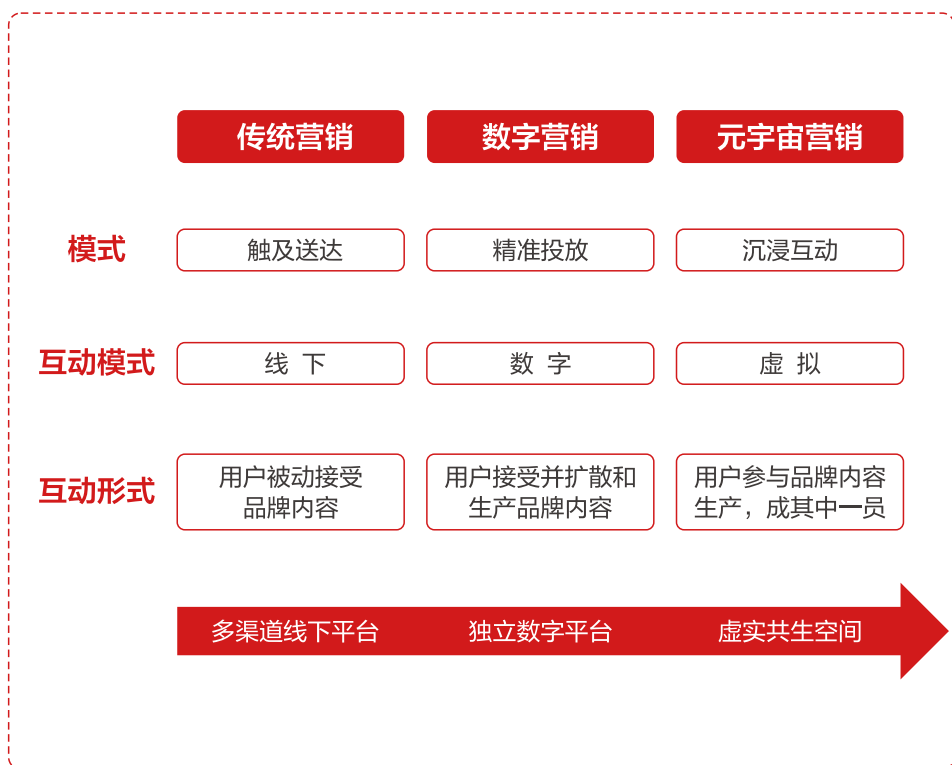 传统营销 数字营销 元宇宙营销
模式 触及送达 精准投放 沉浸互动
互动模式 线 下 数 字 虚 拟
互动形式
用户被动接受
品牌内容
用户接受并扩散和
生产品牌内容
用户参与品牌内容
生产，成其中一员
多渠道线下平台 独立数字平台 虚实共生空间